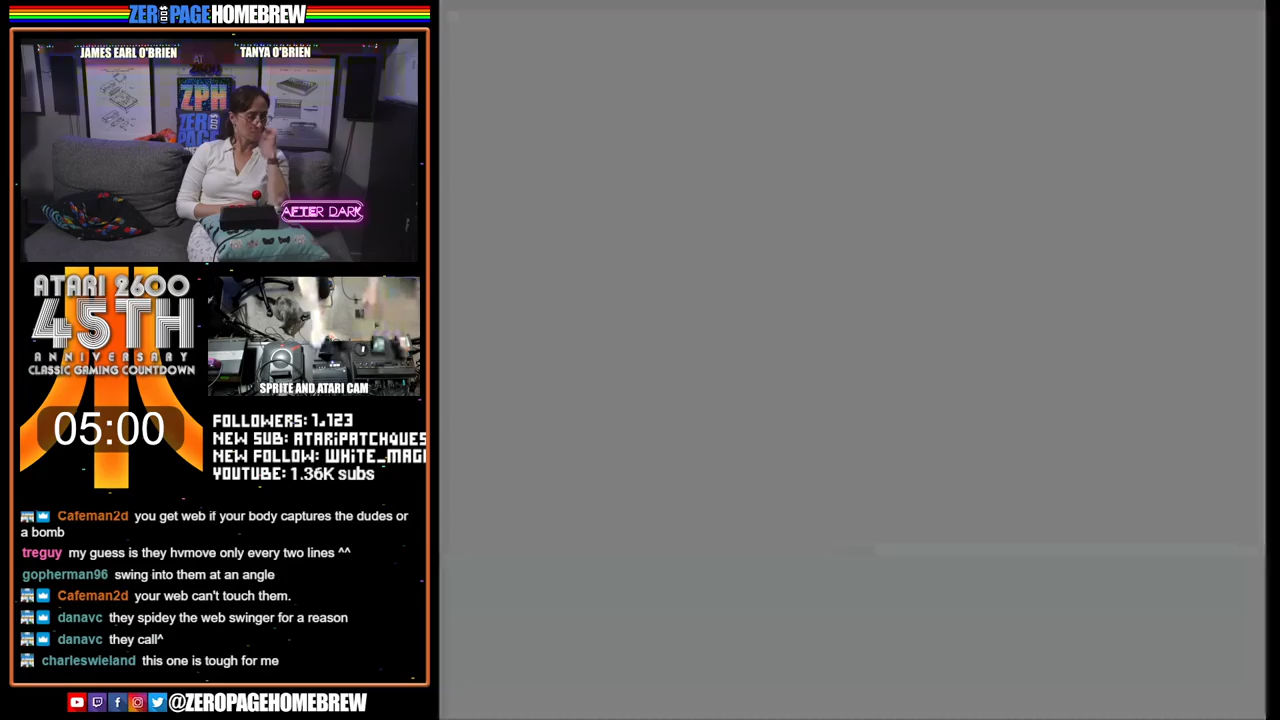 ZEROPAGEHOMEBREW
JAMES EARL O'BRIEN
TANYA O'BRIEN
ZPH
ZERO
PAGE
AFTER DARK
ATARI 2600
45TH
ANNIVERSARY
CLASSIC GAMING COUNTDOWN
05:00
SPRITE AND ATARI CAM
FOLLOWERS: 1,123
NEW SUB: ATARIPATCHQUES
NEW FOLLOW: WHITE_MAG
YOUTUBE: 1.36K subs
Cafeman2d you get web if your body captures the dudes or
a bomb
treguy my guess is they hvmove only every two lines ^^
gopherman96 swing into them at an angle
Cafeman2d your web can't touch them.
danavc they spidey the web swinger for a reason
danavc they call^
charleswieland this one is tough for me
@ZEROPAGEHOMEBREW